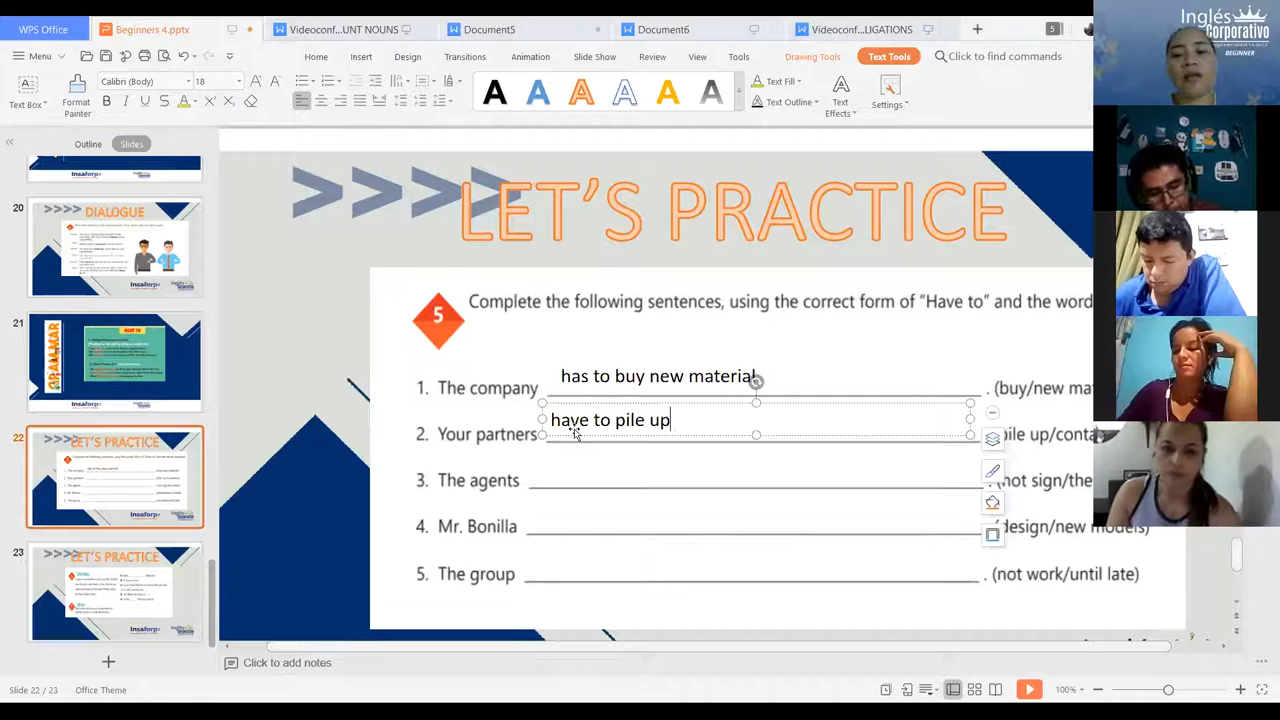 WPS Office
Beginners 4.pptx
Videoconf...UNT NOUNS
Document5
Document6
Videoconf...LIGATIONS
5
Inglés
Corporativo
BEGINNER
Menu
Home
Insert
Design
Transitions
Animation
Slide Show
Review
View
Tools
Drawing Tools
Text Tools
Click to find commands
Text Box
Format
Painter
Calibri (Body)
18
Text Fill
Text Outline
Text
Effects
Settings
Outline
Slides
20
DIALOGUE
21
GRAMMAR
22
LET'S PRACTICE
23
LET'S PRACTICE
LET'S PRACTICE
5
Complete the following sentences, using the correct form of “Have to” and the word
has to buy new material
1. The company . (buy/new ma
have to pile up
2. Your partners pile up/conta
3. The agents . (not sign/the
4. Mr. Bonilla design/new models)
5. The group . (not work/until late)
9
Click to add notes
Slide 22 / 23
Office Theme
100%